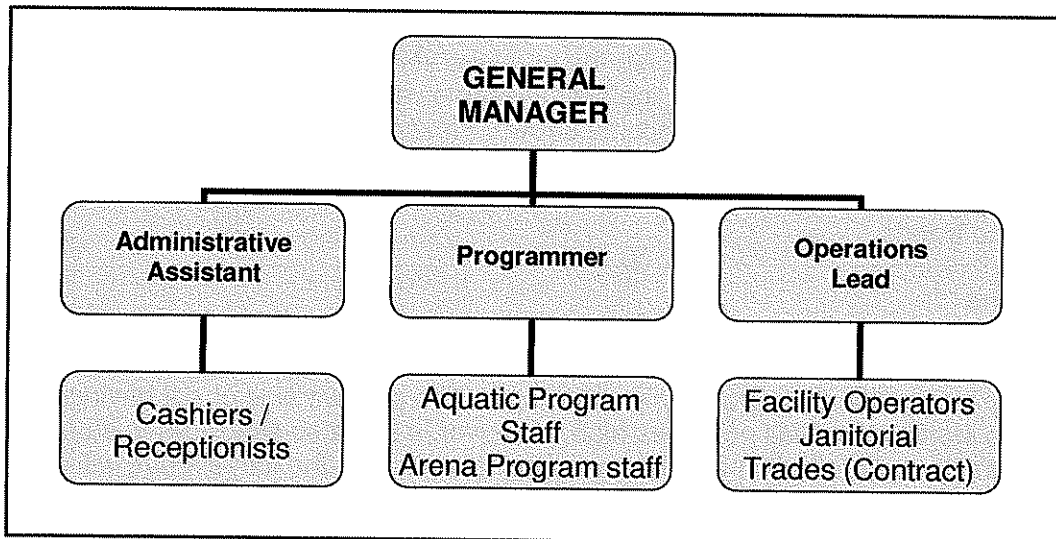 GENERAL
MANAGER
Administrative
Assistant
Programmer
Operations
Lead
Cashiers /
Receptionists
Aquatic Program
Staff
Arena Program staff
Facility Operators
Janitorial
Trades (Contract)